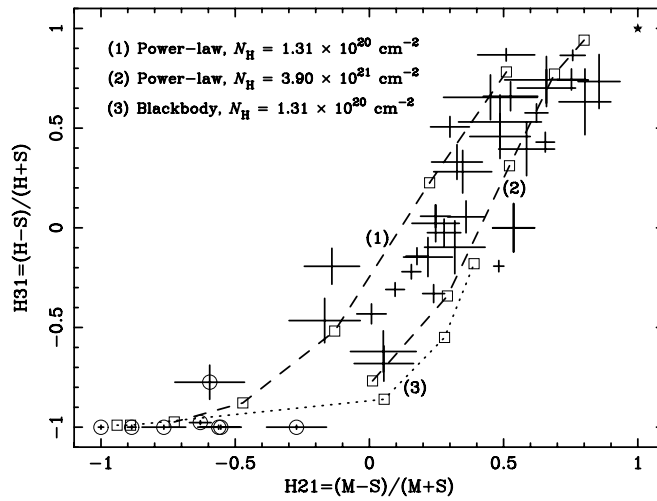 (1) Power-law, N_H = 1.31 × 10^20 cm^−2
(2) Power-law, N_H = 3.90 × 10^21 cm^−2
(3) Blackbody, N_H = 1.31 × 10^20 cm^−2
1
0.5
0
−0.5
−1
H31=(H−S)/(H+S)
(1)
(2)
(3)
−1 −0.5 0 0.5 1
H21=(M−S)/(M+S)